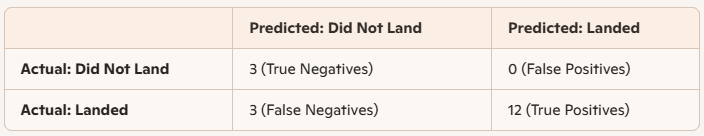 Predicted: Did Not Land Predicted: Landed
Actual: Did Not Land 3 (True Negatives) 0 (False Positives)
Actual: Landed 3 (False Negatives) 12 (True Positives)